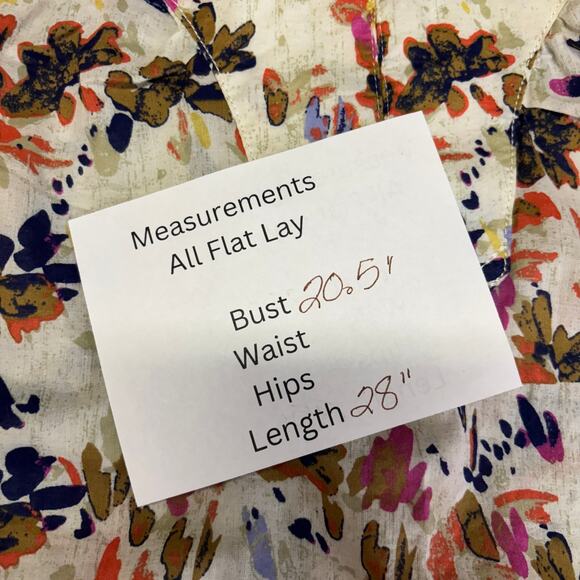 Measurements
All Flat Lay
Bust 20.5"
Waist
Hips
Length 28"